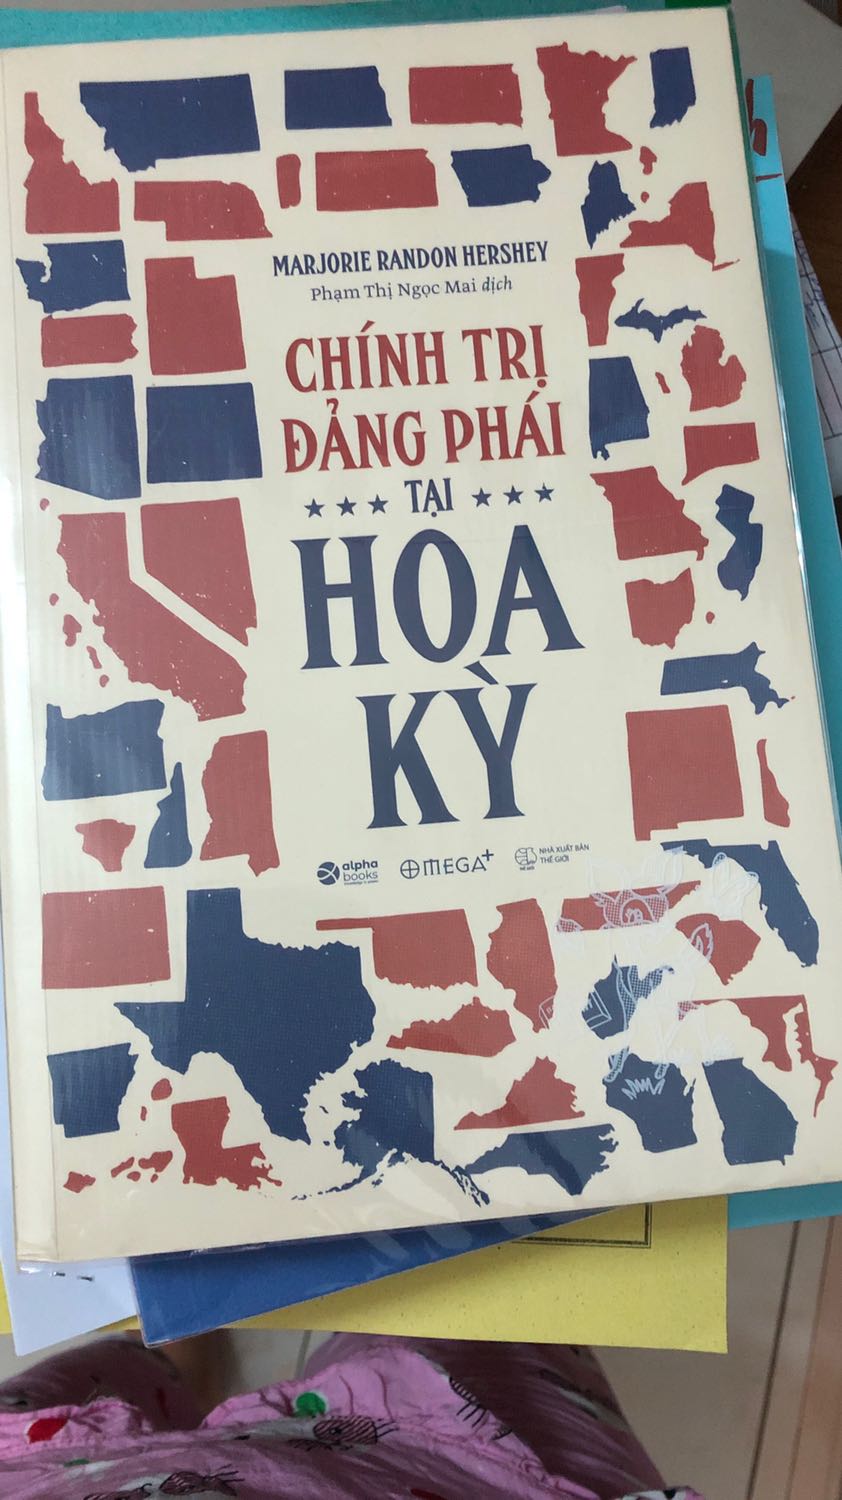 MARJORIE RANDON HERSHEY
Phạm Thị Ngọc Mai dịch
CHÍNH TRỊ
ĐẢNG PHÁI
TẠI
HOA
KỲ
alpha
books
OMEGA+
NHÀ XUẤT BẢN
THẾ GIỚI